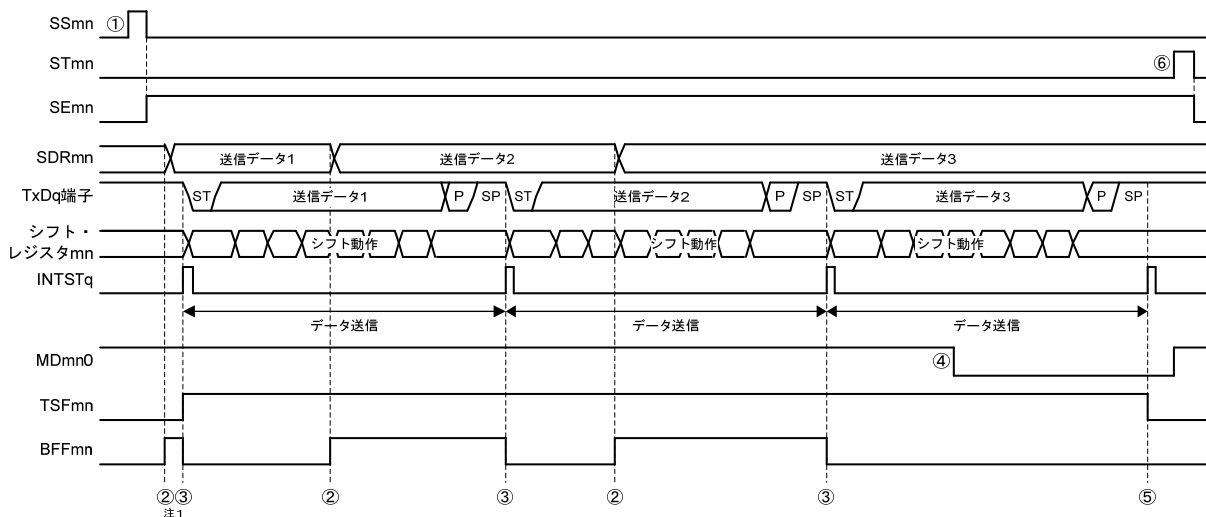 SSmn ①
STmn ⑥
SEmn
SDRmn 送信データ1 送信データ2 送信データ3
TxDq端子 ST 送信データ1 P SP ST 送信データ2 P SP ST 送信データ3 P SP
シフト・
レジスタmn シフト動作 シフト動作 シフト動作
INTSTq
データ送信 データ送信 データ送信
MDmn0 ④
TSFmn
BFFmn
②③ ② ③ ② ③ ⑤
注1